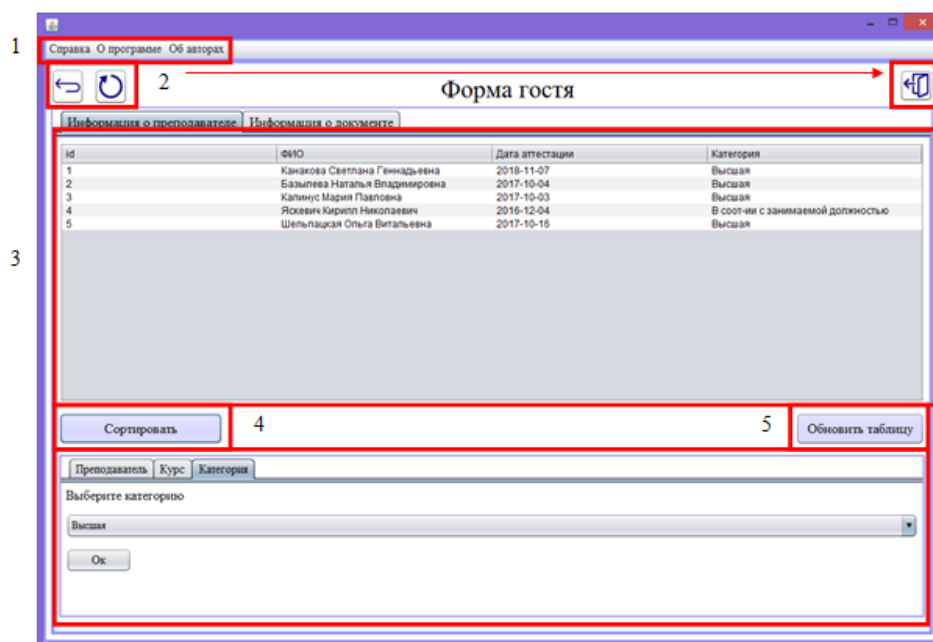 1
Справка О программе Об авторах
2
Форма гостя
Информация о преподавателе Информация о документе
id ФИО Дата аттестации Категория
1 Канакова Светлана Геннадьевна 2018-11-07 Высшая
2 Базылева Наталья Владимировна 2017-10-04 Высшая
3 Капинус Мария Павловна 2017-10-03 Высшая
4 Яскевич Кирилл Николаевич 2016-12-04 В соот-ии с занимаемой должностью
5 Шельпацкая Ольга Витальевна 2017-10-16 Высшая
3
Сортировать 4 5 Обновить таблицу
Преподаватель Курс Категория
Выберите категорию
Высшая
Ок